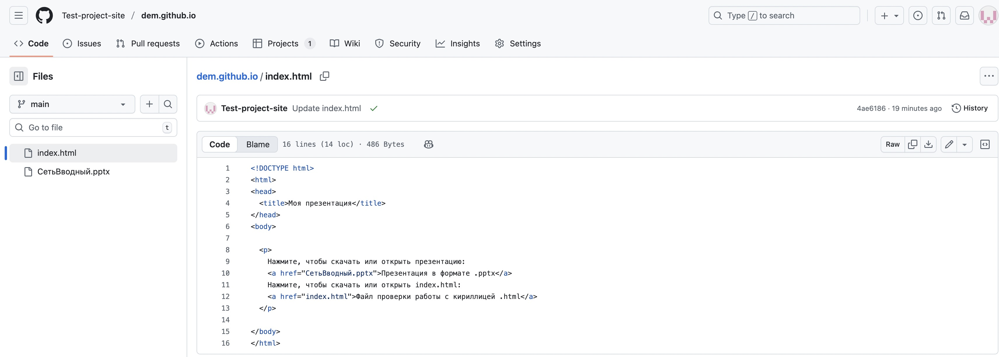 Test-project-site / dem.github.io
Type / to search
Code Issues Pull requests Actions Projects 1 Wiki Security Insights Settings
Files
dem.github.io / index.html
main
Test-project-site Update index.html
4ae6186 · 19 minutes ago History
Go to file t
Code Blame 16 lines (14 loc) · 486 Bytes
Raw
index.html
СетьВводный.pptx
1 <!DOCTYPE html>
2 <html>
3 <head>
4 <title>Моя презентация</title>
5 </head>
6 <body>
7
8 <p>
9 Нажмите, чтобы скачать или открыть презентацию:
10 <a href="СетьВводный.pptx">Презентация в формате .pptx</a>
11 Нажмите, чтобы скачать или открыть index.html:
12 <a href="index.html">Файл проверки работы с кириллицей .html</a>
13 </p>
14
15 </body>
16 </html>